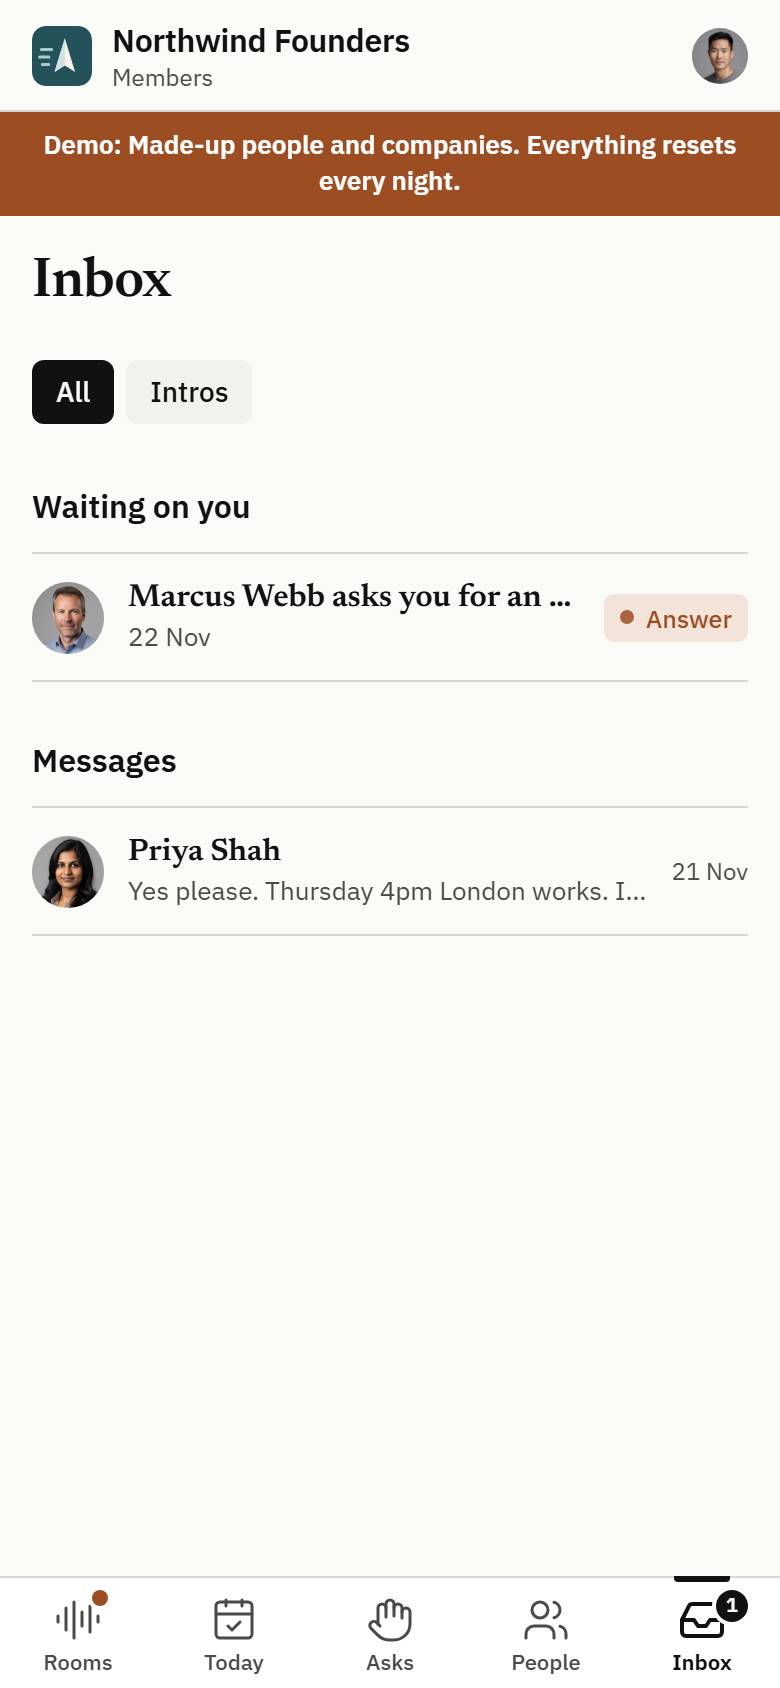 Northwind Founders
Members
Demo: Made-up people and companies. Everything resets
every night.
Inbox
All
Intros
Waiting on you
Marcus Webb asks you for an ...
22 Nov
Answer
Messages
Priya Shah
Yes please. Thursday 4pm London works. I...
21 Nov
Rooms
Today
Asks
People
1
Inbox